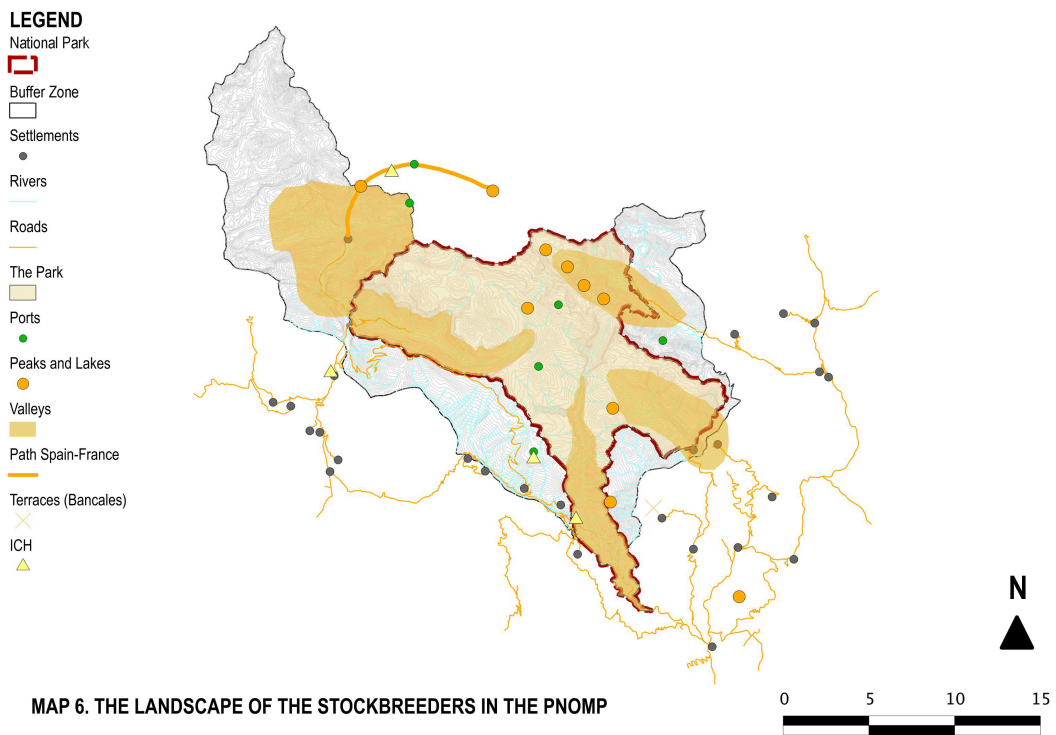 LEGEND
National Park
Buffer Zone
Settlements
Rivers
Roads
The Park
Ports
Peaks and Lakes
Valleys
Path Spain-France
Terraces (Bancales)
ICH
N
MAP 6. THE LANDSCAPE OF THE STOCKBREEDERS IN THE PNOMP
0 5 10 15